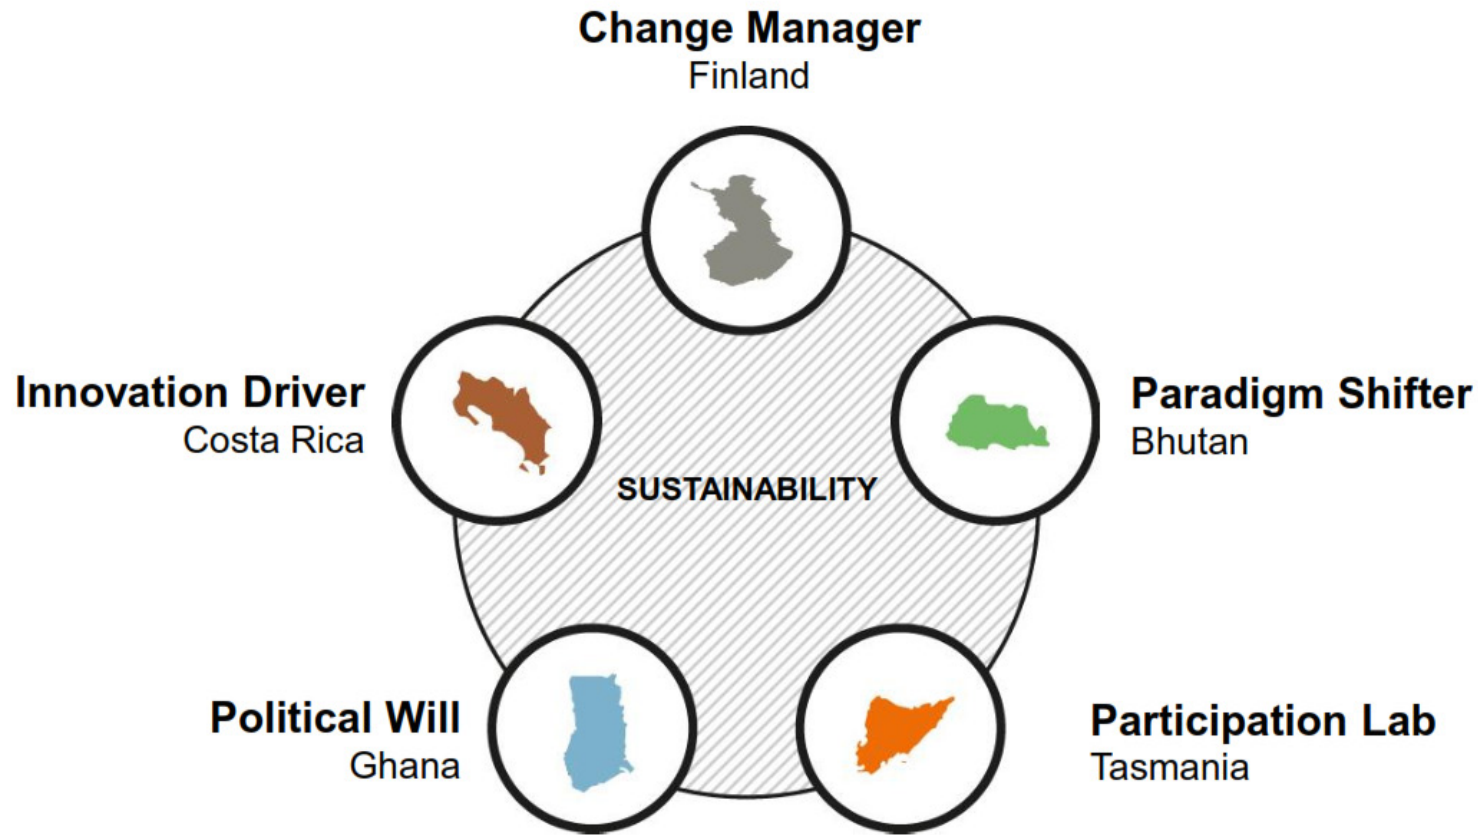 Change Manager
Finland
Innovation Driver
Costa Rica
Paradigm Shifter
Bhutan
SUSTAINABILITY
Political Will
Ghana
Participation Lab
Tasmania